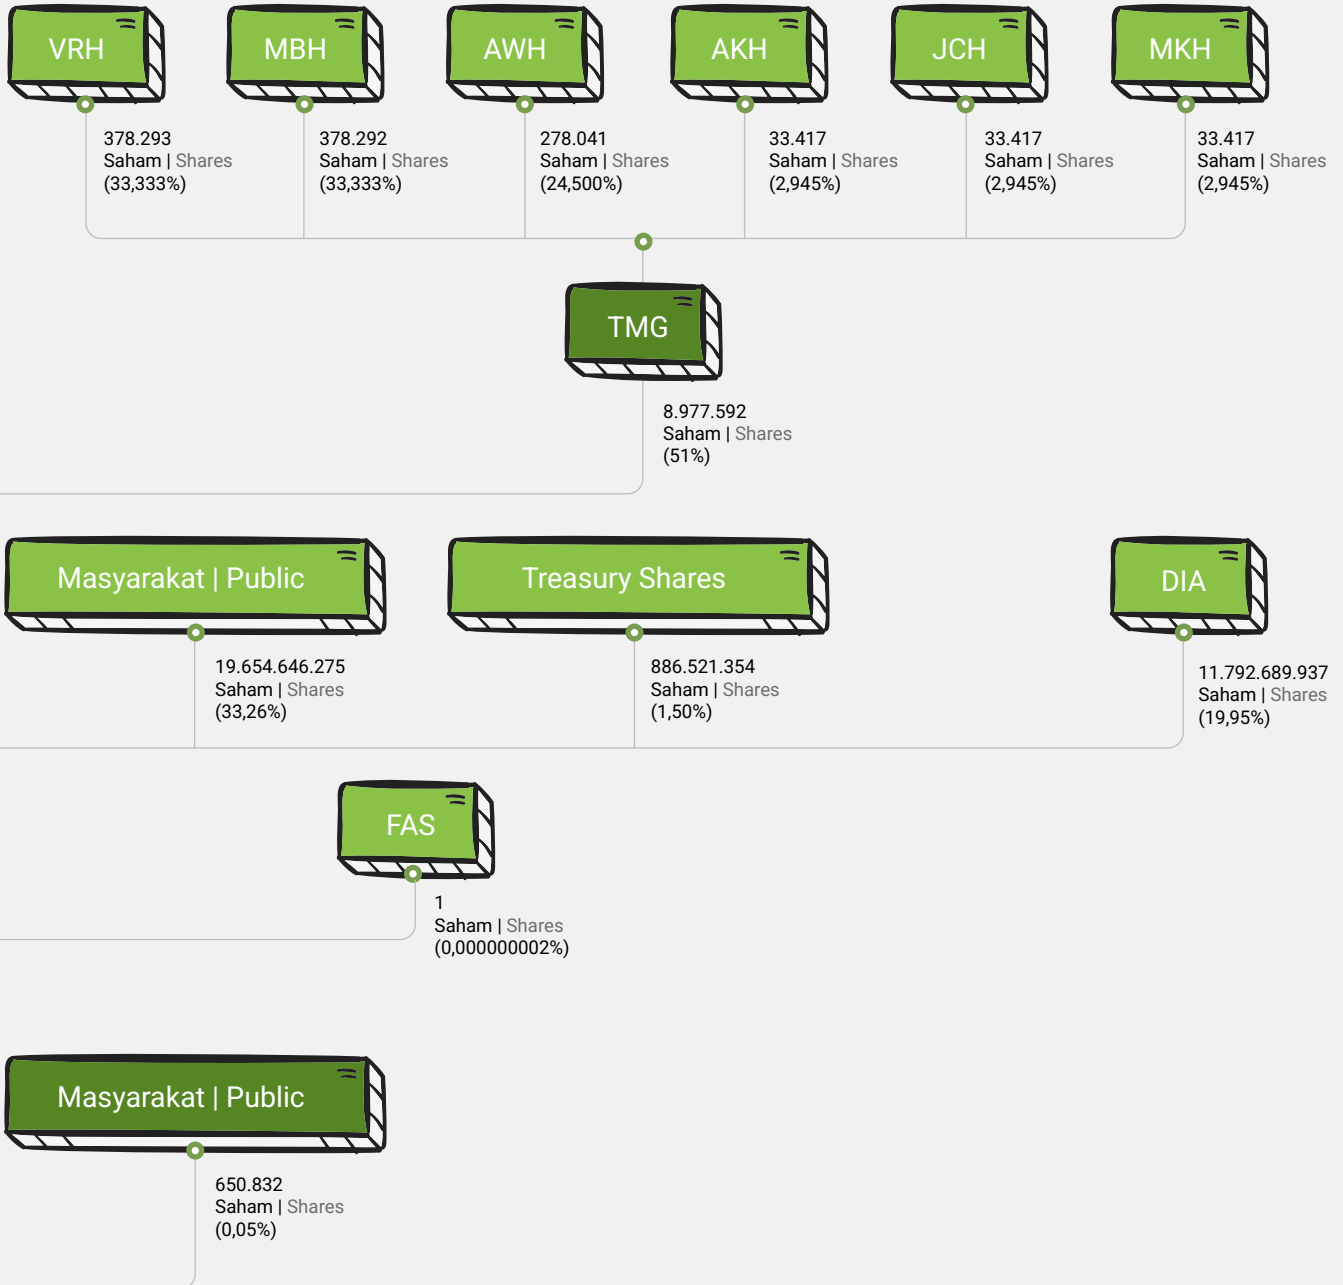 VRH
MBH
AWH
AKH
JCH
MKH
378.293
Saham | Shares
(33,333%)
378.292
Saham | Shares
(33,333%)
278.041
Saham | Shares
(24,500%)
33.417
Saham | Shares
(2,945%)
33.417
Saham | Shares
(2,945%)
33.417
Saham | Shares
(2,945%)
TMG
8.977.592
Saham | Shares
(51%)
Masyarakat | Public
Treasury Shares
DIA
19.654.646.275
Saham | Shares
(33,26%)
886.521.354
Saham | Shares
(1,50%)
11.792.689.937
Saham | Shares
(19,95%)
FAS
1
Saham | Shares
(0,000000002%)
Masyarakat | Public
650.832
Saham | Shares
(0,05%)